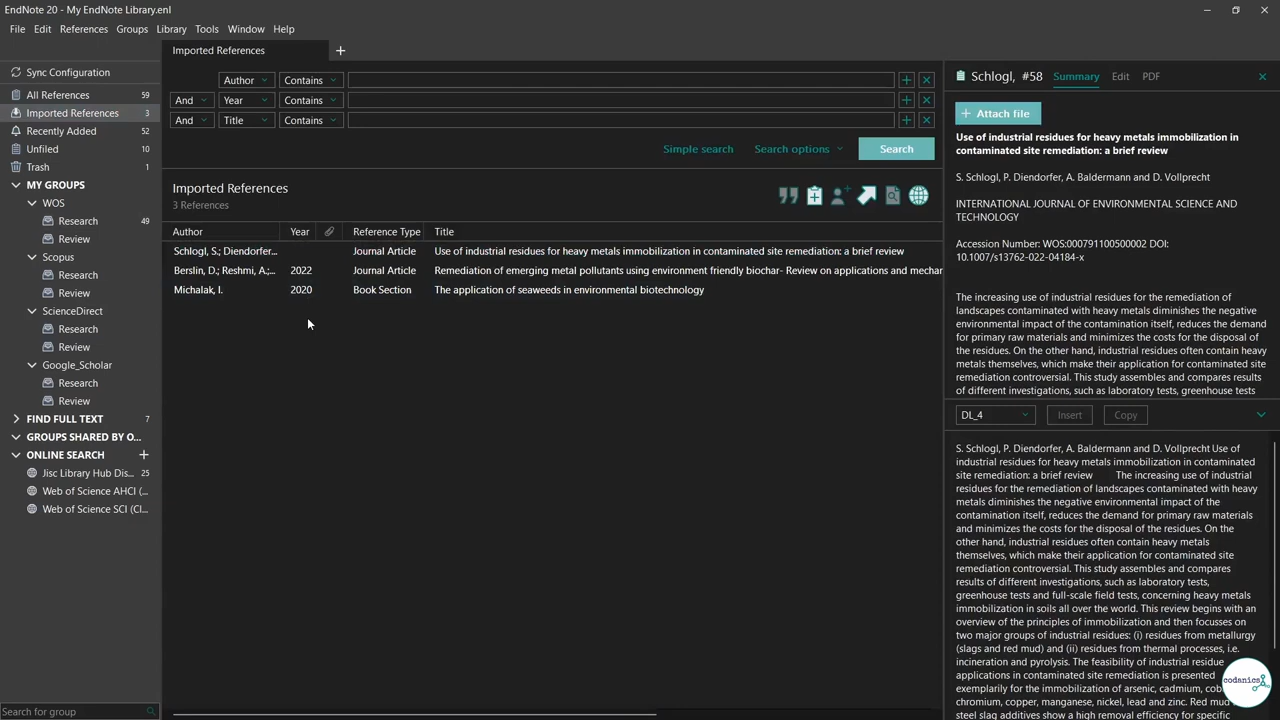 EndNote 20 - My EndNote Library.enl
File Edit References Groups Library Tools Window Help
Sync Configuration
All References 59
Imported References 3
Recently Added 52
Unfiled 10
Trash 1
MY GROUPS
WOS
Research 49
Review
Scopus
Research
Review
ScienceDirect
Research
Review
Google_Scholar
Research
Review
FIND FULL TEXT 7
GROUPS SHARED BY O...
ONLINE SEARCH +
Jisc Library Hub Dis... 25
Web of Science AHCI (...
Web of Science SCI (Cl...
Search for group
Imported References +
Author Contains
And Year Contains
And Title Contains
Simple search Search options Search
Imported References
3 References
Author Year Reference Type Title
Schlogl, S.; Diendorfer... Journal Article Use of industrial residues for heavy metals immobilization in contaminated site remediation: a brief review
Berslin, D.; Reshmi, A.;... 2022 Journal Article Remediation of emerging metal pollutants using environment friendly biochar- Review on applications and mechar
Michalak, I. 2020 Book Section The application of seaweeds in environmental biotechnology
Schlogl, #58 Summary Edit PDF
+ Attach file
Use of industrial residues for heavy metals immobilization in
contaminated site remediation: a brief review
S. Schlogl, P. Diendorfer, A. Baldermann and D. Vollprecht
INTERNATIONAL JOURNAL OF ENVIRONMENTAL SCIENCE AND
TECHNOLOGY
Accession Number: WOS:000791100500002 DOI:
10.1007/s13762-022-04184-x
The increasing use of industrial residues for the remediation of
landscapes contaminated with heavy metals diminishes the negative
environmental impact of the contamination itself, reduces the demand
for primary raw materials and minimizes the costs for the disposal of
the residues. On the other hand, industrial residues often contain heavy
metals themselves, which make their application for contaminated site
remediation controversial. This study assembles and compares results
of different investigations, such as laboratory tests, greenhouse tests
DL_4 Insert Copy
S. Schlogl, P. Diendorfer, A. Baldermann and D. Vollprecht Use of
industrial residues for heavy metals immobilization in contaminated
site remediation: a brief review The increasing use of industrial
residues for the remediation of landscapes contaminated with heavy
metals diminishes the negative environmental impact of the
contamination itself, reduces the demand for primary raw materials
and minimizes the costs for the disposal of the residues. On the
other hand, industrial residues often contain heavy metals
themselves, which make their application for contaminated site
remediation controversial. This study assembles and compares
results of different investigations, such as laboratory tests,
greenhouse tests and full-scale field tests, concerning heavy metals
immobilization in soils all over the world. This review begins with an
overview of the principles of immobilization and then focusses on
two major groups of industrial residues: (i) residues from metallurgy
(slags and red mud) and (ii) residues from thermal processes, i.e.
incineration and pyrolysis. The feasibility of industrial residue
applications in contaminated site remediation is presented
exemplarily for the immobilization of arsenic, cadmium, cob
chromium, copper, manganese, nickel, lead and zinc. Red mud
steel slag additives show a high removal efficiency for specific
codanics